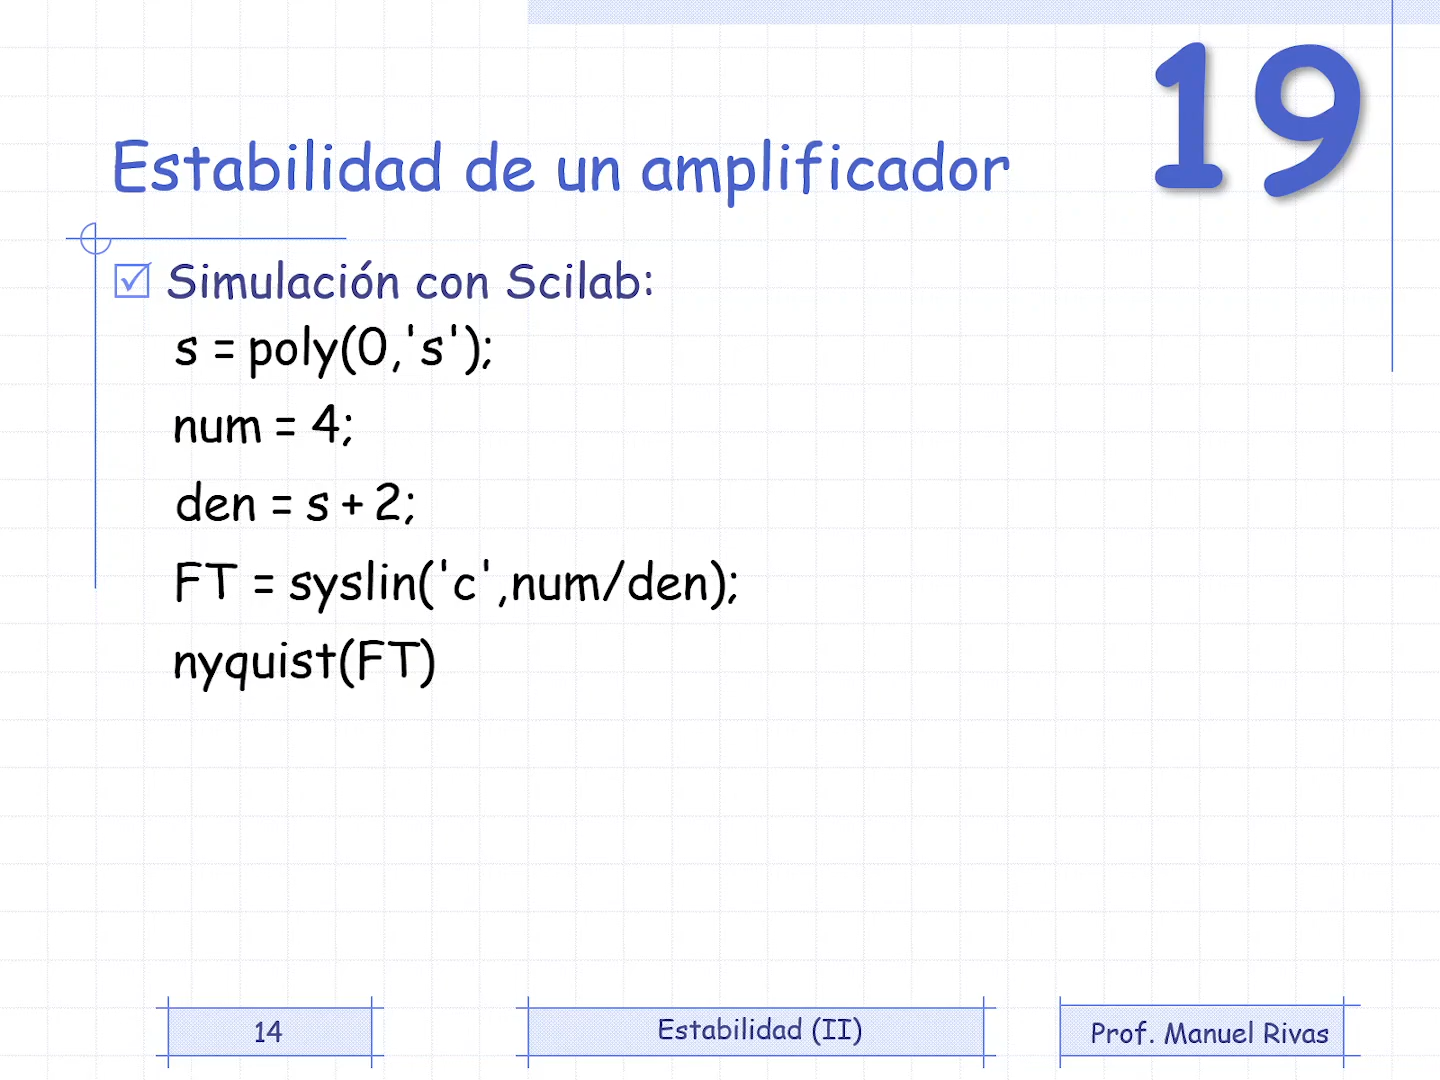 19
Estabilidad de un amplificador
Simulación con Scilab:
s = poly(0,'s');
num = 4;
den = s + 2;
FT = syslin('c',num/den);
nyquist(FT)
14
Estabilidad (II)
Prof. Manuel Rivas